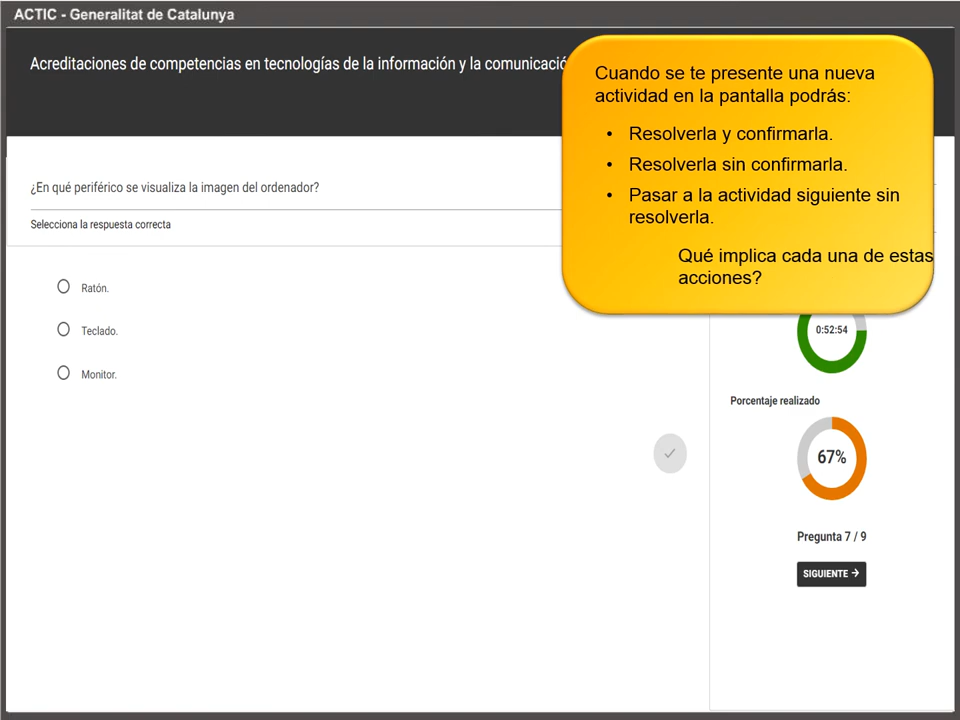 ACTIC - Generalitat de Catalunya
Acreditaciones de competencias en tecnologías de la información y la comunicació
Cuando se te presente una nueva
actividad en la pantalla podrás:
• Resolverla y confirmarla.
• Resolverla sin confirmarla.
• Pasar a la actividad siguiente sin
resolverla.
Qué implica cada una de estas
acciones?
¿En qué periférico se visualiza la imagen del ordenador?
Selecciona la respuesta correcta
Ratón.
Teclado.
Monitor.
0:52:54
Porcentaje realizado
67%
Pregunta 7 / 9
SIGUIENTE →